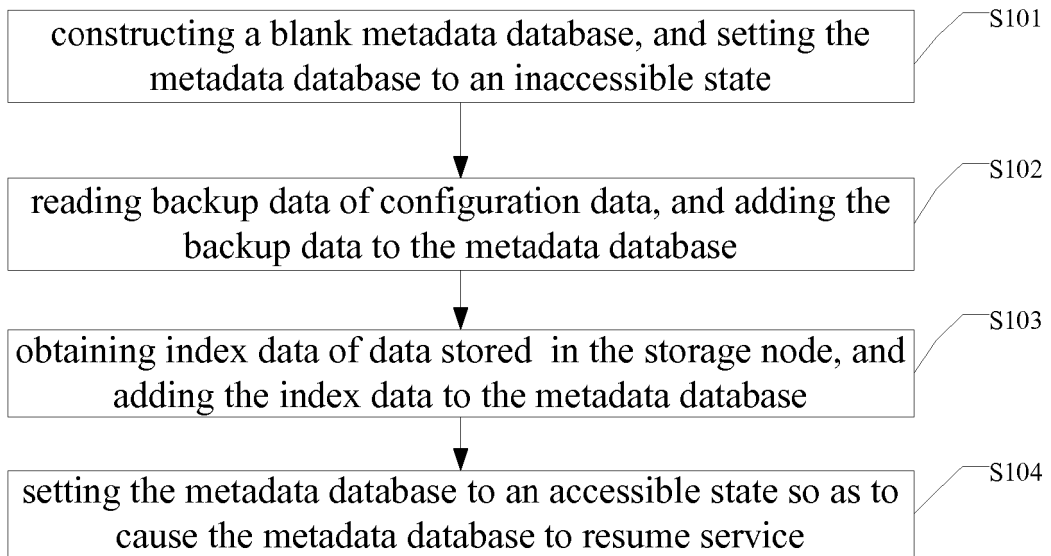 constructing a blank metadata database, and setting the
metadata database to an inaccessible state
S101
reading backup data of configuration data, and adding the
backup data to the metadata database
S102
obtaining index data of data stored in the storage node, and
adding the index data to the metadata database
S103
setting the metadata database to an accessible state so as to
cause the metadata database to resume service
S104